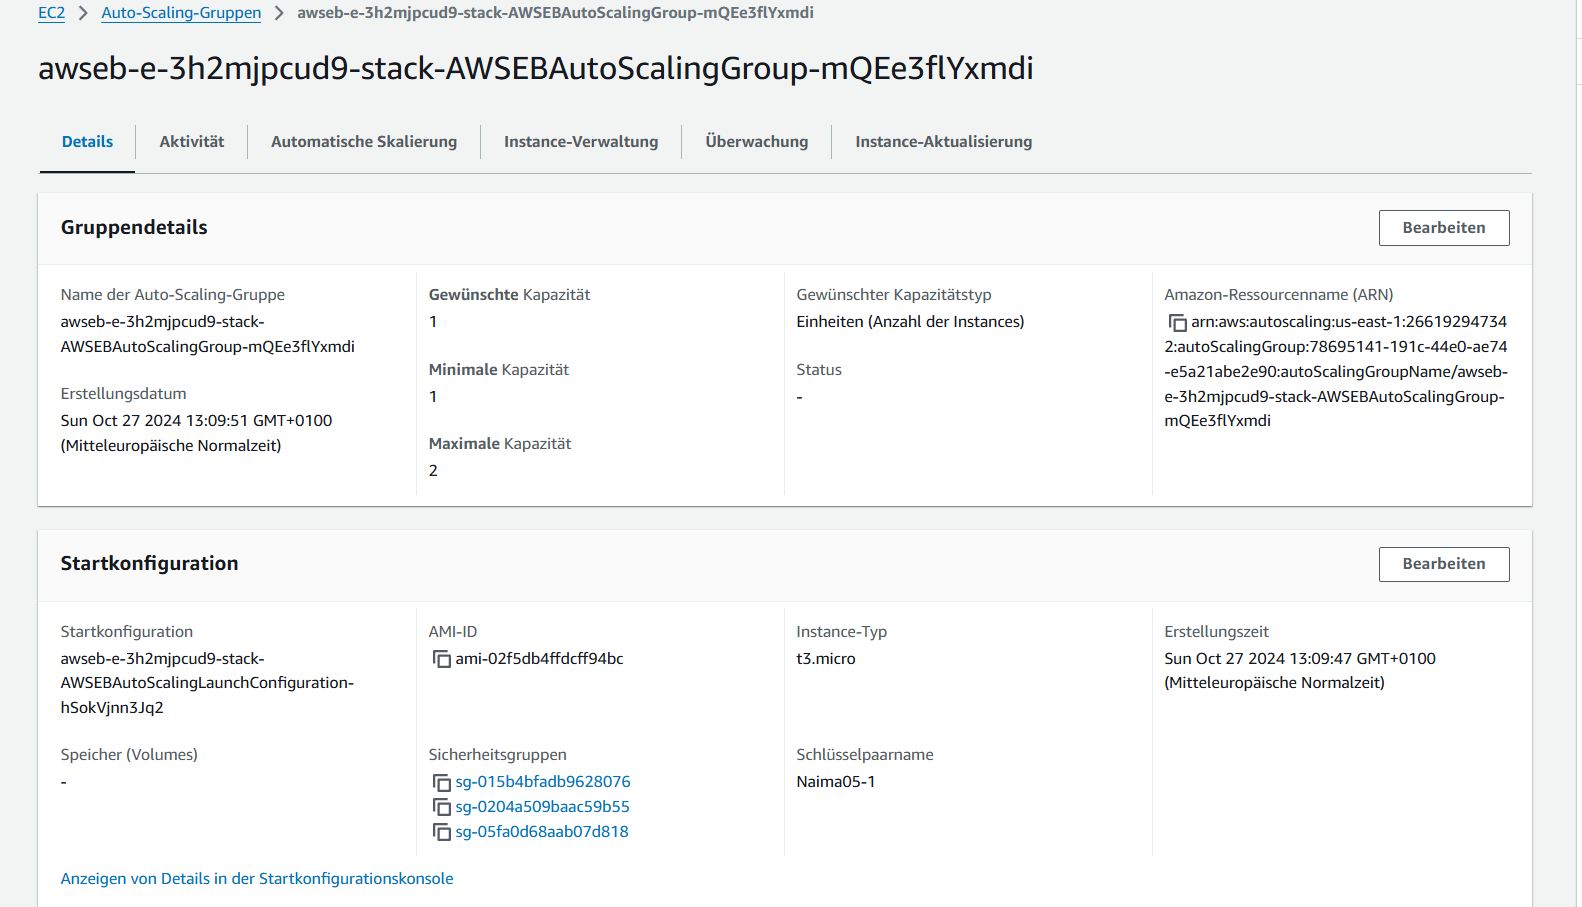 EC2 > Auto-Scaling-Gruppen > awseb-e-3h2mjpcud9-stack-AWSEBAutoScalingGroup-mQEe3flYxmdi
awseb-e-3h2mjpcud9-stack-AWSEBAutoScalingGroup-mQEe3flYxmdi
Details
Aktivität
Automatische Skalierung
Instance-Verwaltung
Überwachung
Instance-Aktualisierung
Gruppendetails
Bearbeiten
Name der Auto-Scaling-Gruppe
awseb-e-3h2mjpcud9-stack-
AWSEBAutoScalingGroup-mQEe3flYxmdi
Erstellungsdatum
Sun Oct 27 2024 13:09:51 GMT+0100
(Mitteleuropäische Normalzeit)
Gewünschte Kapazität
1
Minimale Kapazität
1
Maximale Kapazität
2
Gewünschter Kapazitätstyp
Einheiten (Anzahl der Instances)
Status
-
Amazon-Ressourcenname (ARN)
arn:aws:autoscaling:us-east-1:26619294734
2:autoScalingGroup:78695141-191c-44e0-ae74
-e5a21abe2e90:autoScalingGroupName/awseb-
e-3h2mjpcud9-stack-AWSEBAutoScalingGroup-
mQEe3flYxmdi
Startkonfiguration
Bearbeiten
Startkonfiguration
awseb-e-3h2mjpcud9-stack-
AWSEBAutoScalingLaunchConfiguration-
hSokVjnn3Jq2
AMI-ID
ami-02f5db4ffdcff94bc
Instance-Typ
t3.micro
Erstellungszeit
Sun Oct 27 2024 13:09:47 GMT+0100
(Mitteleuropäische Normalzeit)
Speicher (Volumes)
-
Sicherheitsgruppen
sg-015b4bfadb9628076
sg-0204a509baac59b55
sg-05fa0d68aab07d818
Schlüsselpaarname
Naima05-1
Anzeigen von Details in der Startkonfigurationskonsole